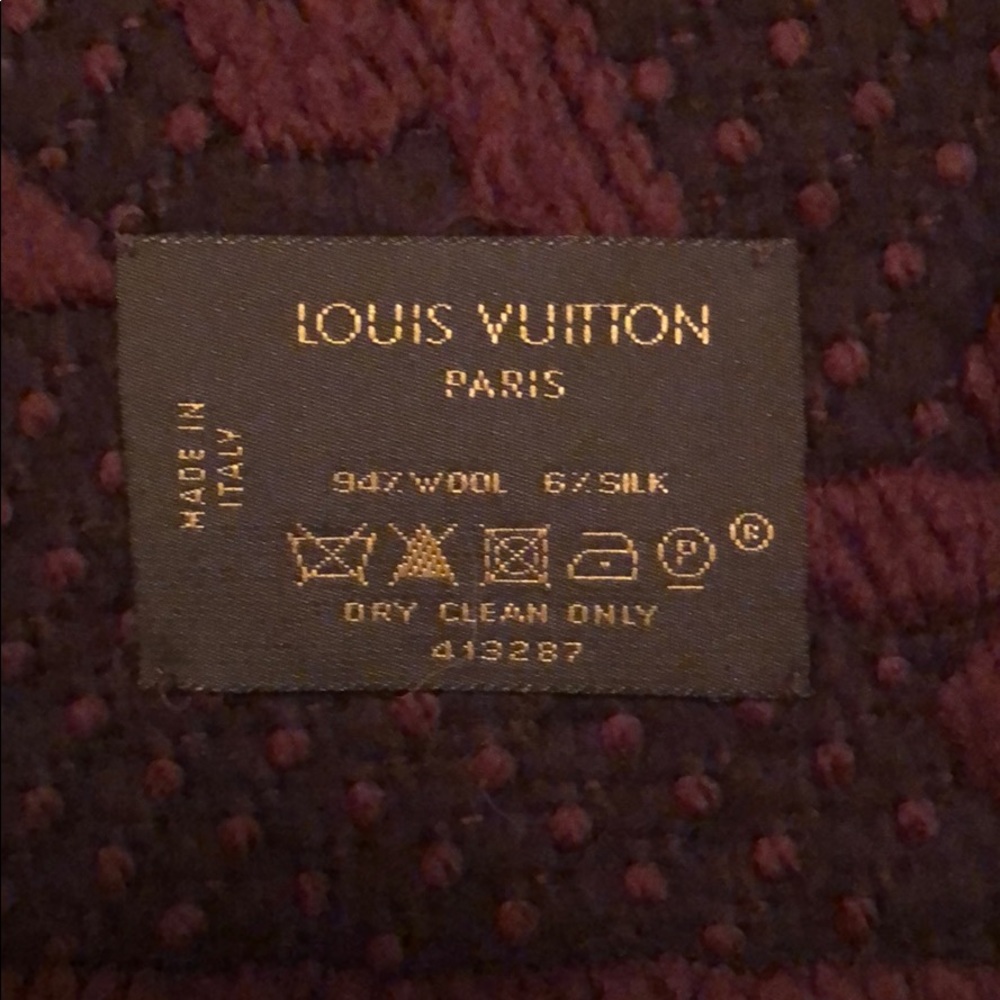 LOUIS VUITTON
PARIS
MADE IN
ITALY
94% WOOL 6% SILK
P ®
DRY CLEAN ONLY
413287